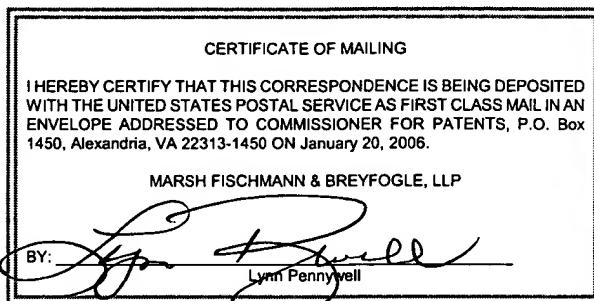 CERTIFICATE OF MAILING
I HEREBY CERTIFY THAT THIS CORRESPONDENCE IS BEING DEPOSITED
WITH THE UNITED STATES POSTAL SERVICE AS FIRST CLASS MAIL IN AN
ENVELOPE ADDRESSED TO COMMISSIONER FOR PATENTS, P.O. Box
1450, Alexandria, VA 22313-1450 ON January 20, 2006.
MARSH FISCHMANN & BREYFOGLE, LLP
BY:
Lynn Pennywell